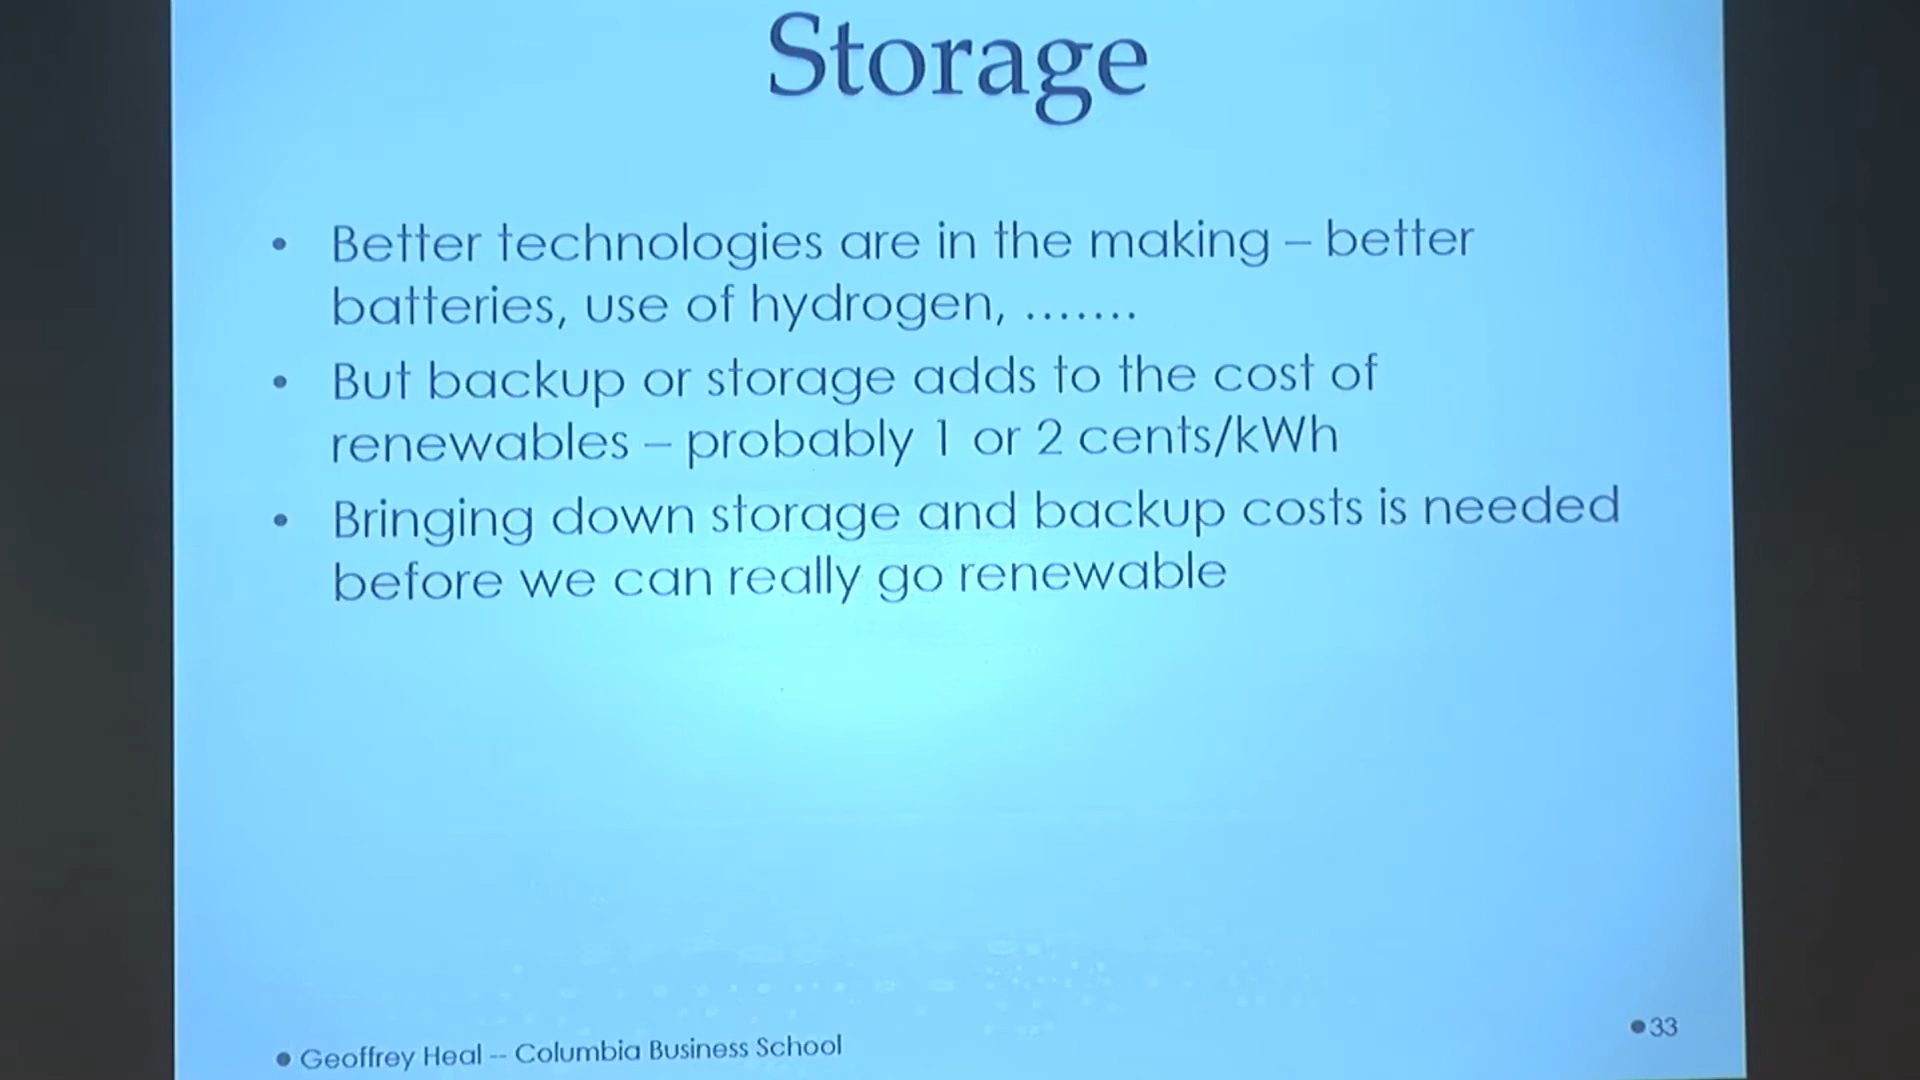 Storage
• Better technologies are in the making – better
batteries, use of hydrogen, .......
• But backup or storage adds to the cost of
renewables – probably 1 or 2 cents/kWh
• Bringing down storage and backup costs is needed
before we can really go renewable
• Geoffrey Heal -- Columbia Business School
• 33